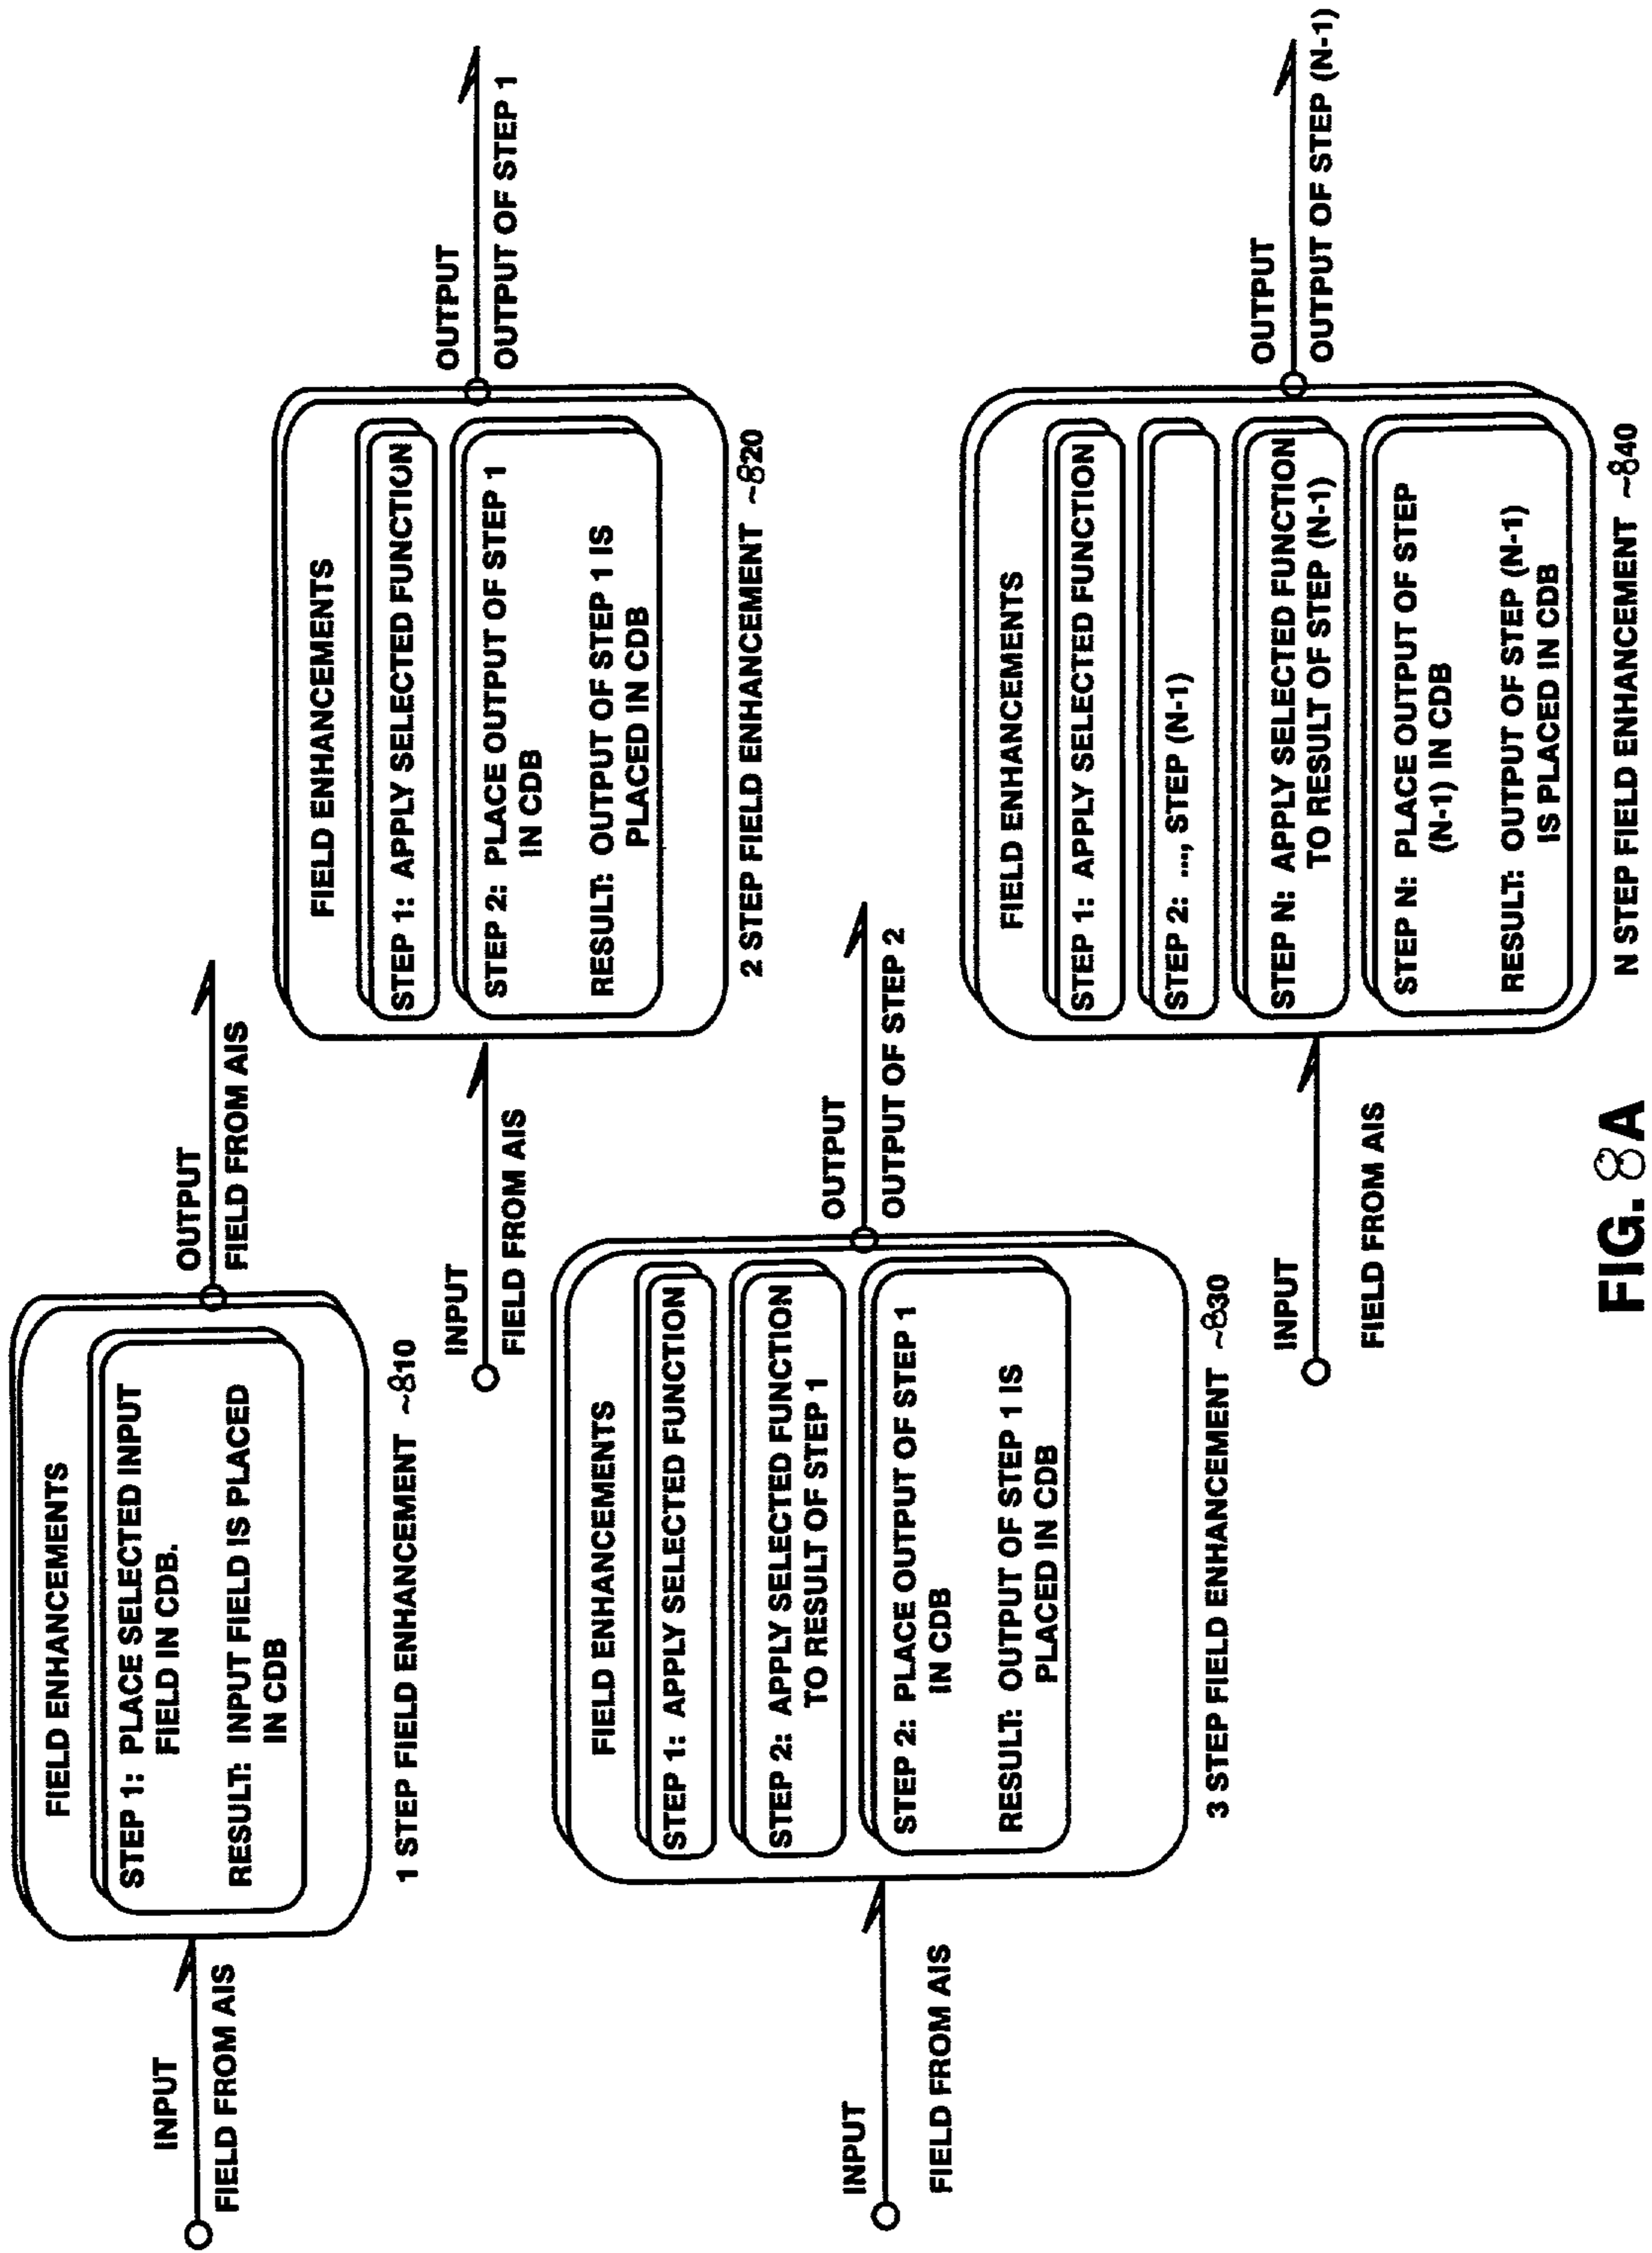 FIELD ENHANCEMENTS
STEP 1: PLACE SELECTED INPUT
FIELD IN CDB.
RESULT: INPUT FIELD IS PLACED
IN CDB
INPUT
FIELD FROM AIS
OUTPUT
FIELD FROM AIS
1 STEP FIELD ENHANCEMENT ~810
FIELD ENHANCEMENTS
STEP 1: APPLY SELECTED FUNCTION
STEP 2: PLACE OUTPUT OF STEP 1
IN CDB
RESULT: OUTPUT OF STEP 1 IS
PLACED IN CDB
INPUT
FIELD FROM AIS
OUTPUT
OUTPUT OF STEP 1
2 STEP FIELD ENHANCEMENT ~820
FIELD ENHANCEMENTS
STEP 1: APPLY SELECTED FUNCTION
STEP 2: APPLY SELECTED FUNCTION
TO RESULT OF STEP 1
STEP 2: PLACE OUTPUT OF STEP 1
IN CDB
RESULT: OUTPUT OF STEP 1 IS
PLACED IN CDB
INPUT
FIELD FROM AIS
OUTPUT
OUTPUT OF STEP 2
3 STEP FIELD ENHANCEMENT ~830
FIELD ENHANCEMENTS
STEP 1: APPLY SELECTED FUNCTION
STEP 2: ..., STEP (N-1)
STEP N: APPLY SELECTED FUNCTION
TO RESULT OF STEP (N-1)
STEP N: PLACE OUTPUT OF STEP
(N-1) IN CDB
RESULT: OUTPUT OF STEP (N-1)
IS PLACED IN CDB
INPUT
FIELD FROM AIS
OUTPUT
OUTPUT OF STEP (N-1)
N STEP FIELD ENHANCEMENT ~840
FIG. 8A